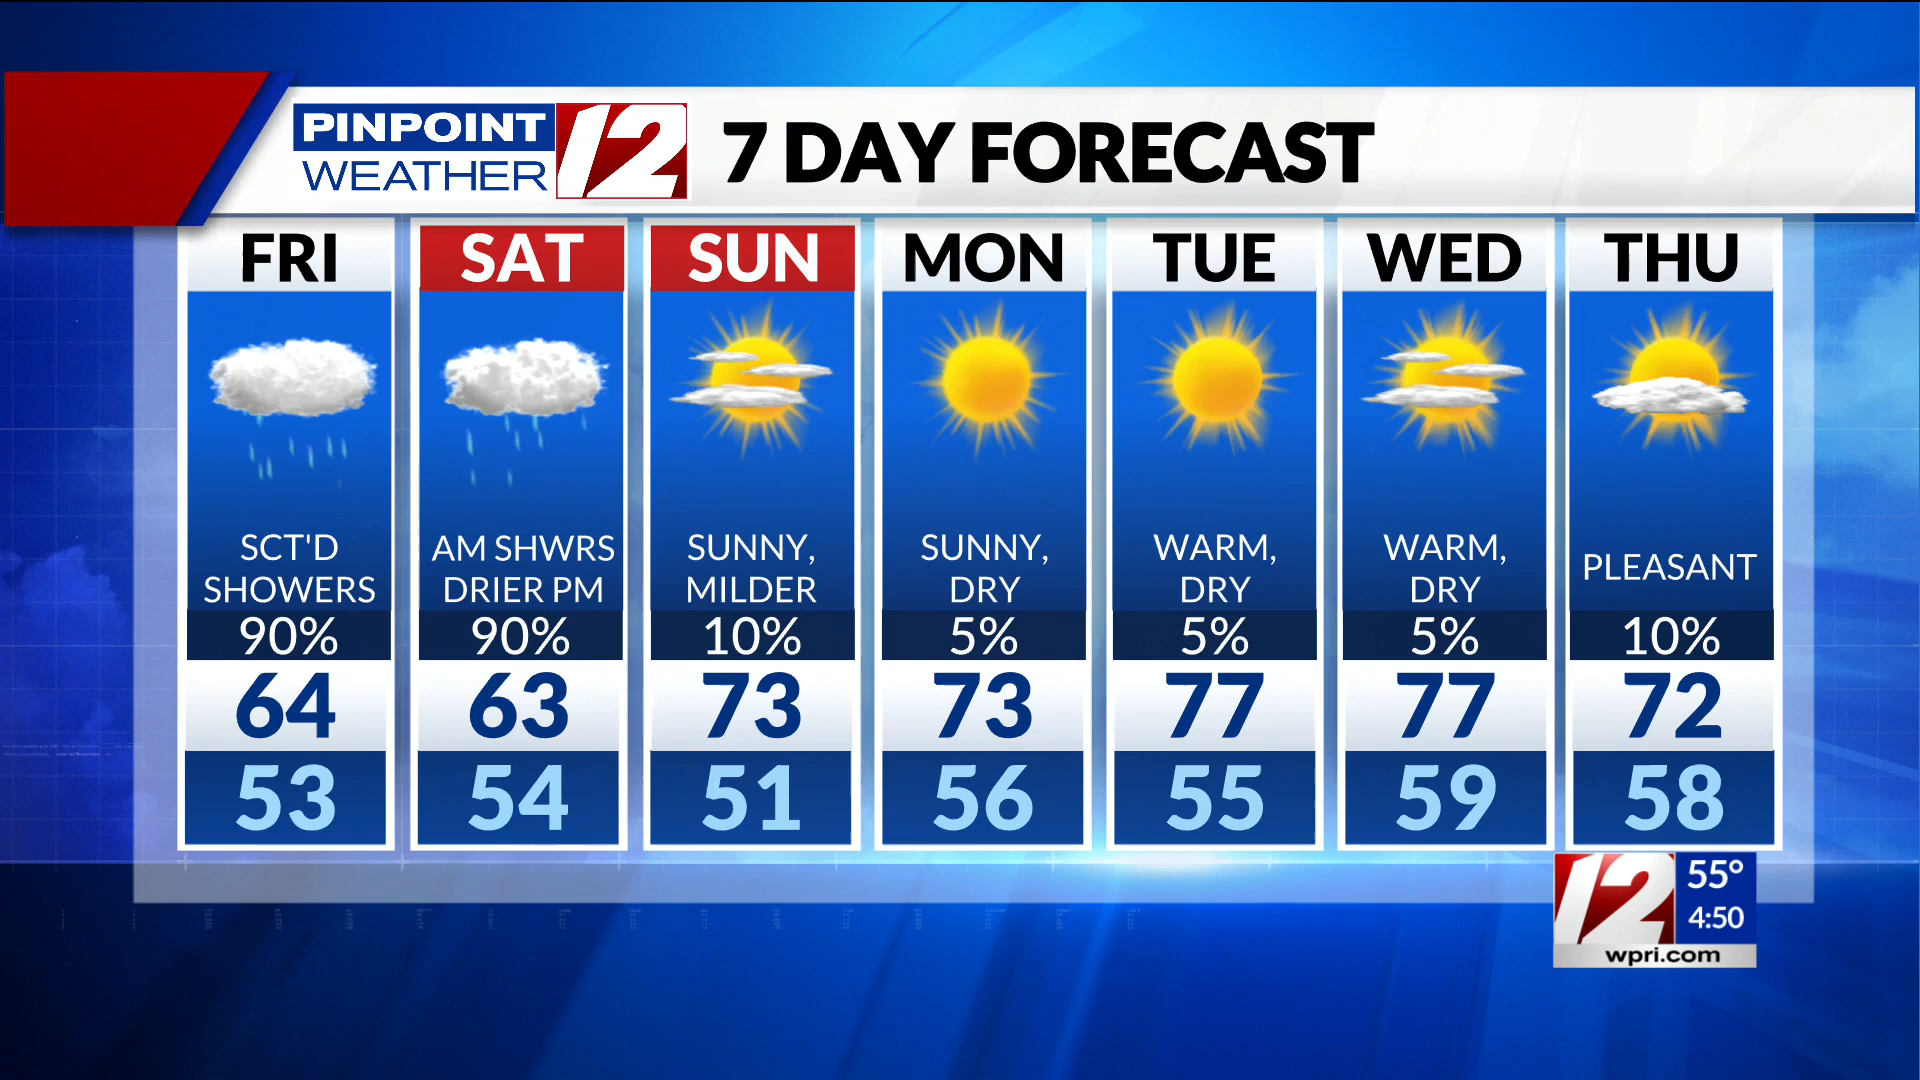 PINPOINT
WEATHER
12
7 DAY FORECAST
FRI
SCT'D
SHOWERS
90%
64
53
SAT
AM SHWRS
DRIER PM
90%
63
54
SUN
SUNNY,
MILDER
10%
73
51
MON
SUNNY,
DRY
5%
73
56
TUE
WARM,
DRY
5%
77
55
WED
WARM,
DRY
5%
77
59
THU
PLEASANT
10%
72
58
12
55°
4:50
wpri.com